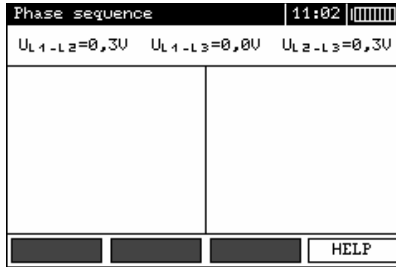 Phase sequence 11:02
UL1-L2=0,3V UL1-L3=0,0V UL2-L3=0,3V
HELP